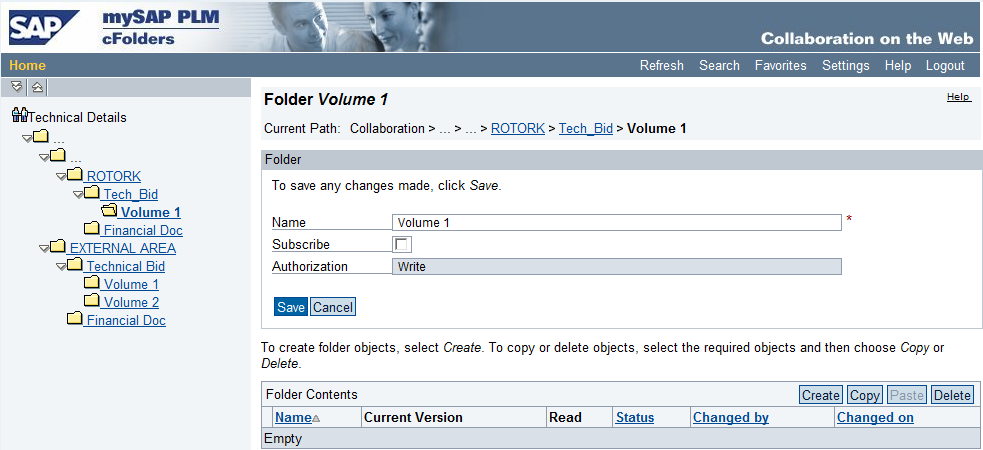 SAP
mySAP PLM
cFolders
Collaboration on the Web
Home
Refresh Search Favorites Settings Help Logout
Technical Details
...
...
ROTORK
Tech_Bid
Volume 1
Financial Doc
EXTERNAL AREA
Technical Bid
Volume 1
Volume 2
Financial Doc
Folder Volume 1
Help
Current Path: Collaboration > ... > ... > ROTORK > Tech_Bid > Volume 1
Folder
To save any changes made, click Save.
Name Volume 1 *
Subscribe
Authorization Write
Save Cancel
To create folder objects, select Create. To copy or delete objects, select the required objects and then choose Copy or
Delete.
Folder Contents Create Copy Paste Delete
Name Current Version Read Status Changed by Changed on
Empty